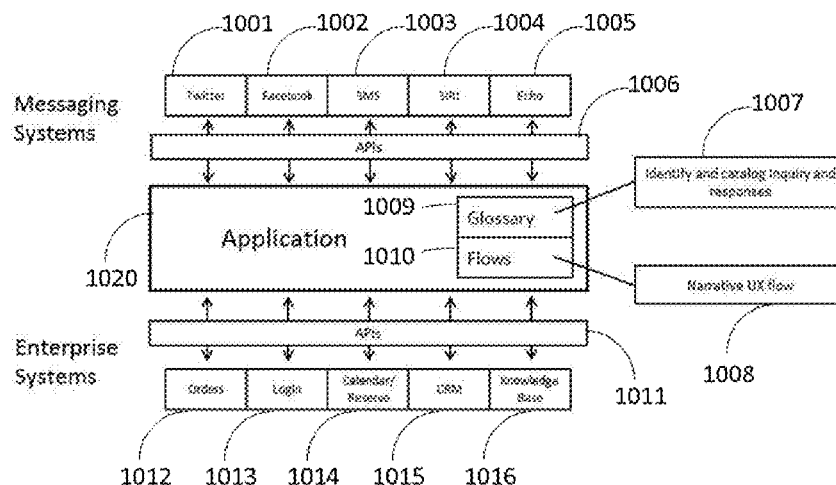 1001 1002 1003 1004 1005
Twitter Facebook SMS SIRI Echo
Messaging
Systems
1006
1007
APIs
Identify and catalog inquiry and
responses
1009
Glossary
Application
1010
Flows
1020
Narrative UX flow
1008
APIs
1011
Enterprise
Systems
Orders Login Calendar/
Reserve
CRM Knowledge
Base
1012 1013 1014 1015 1016